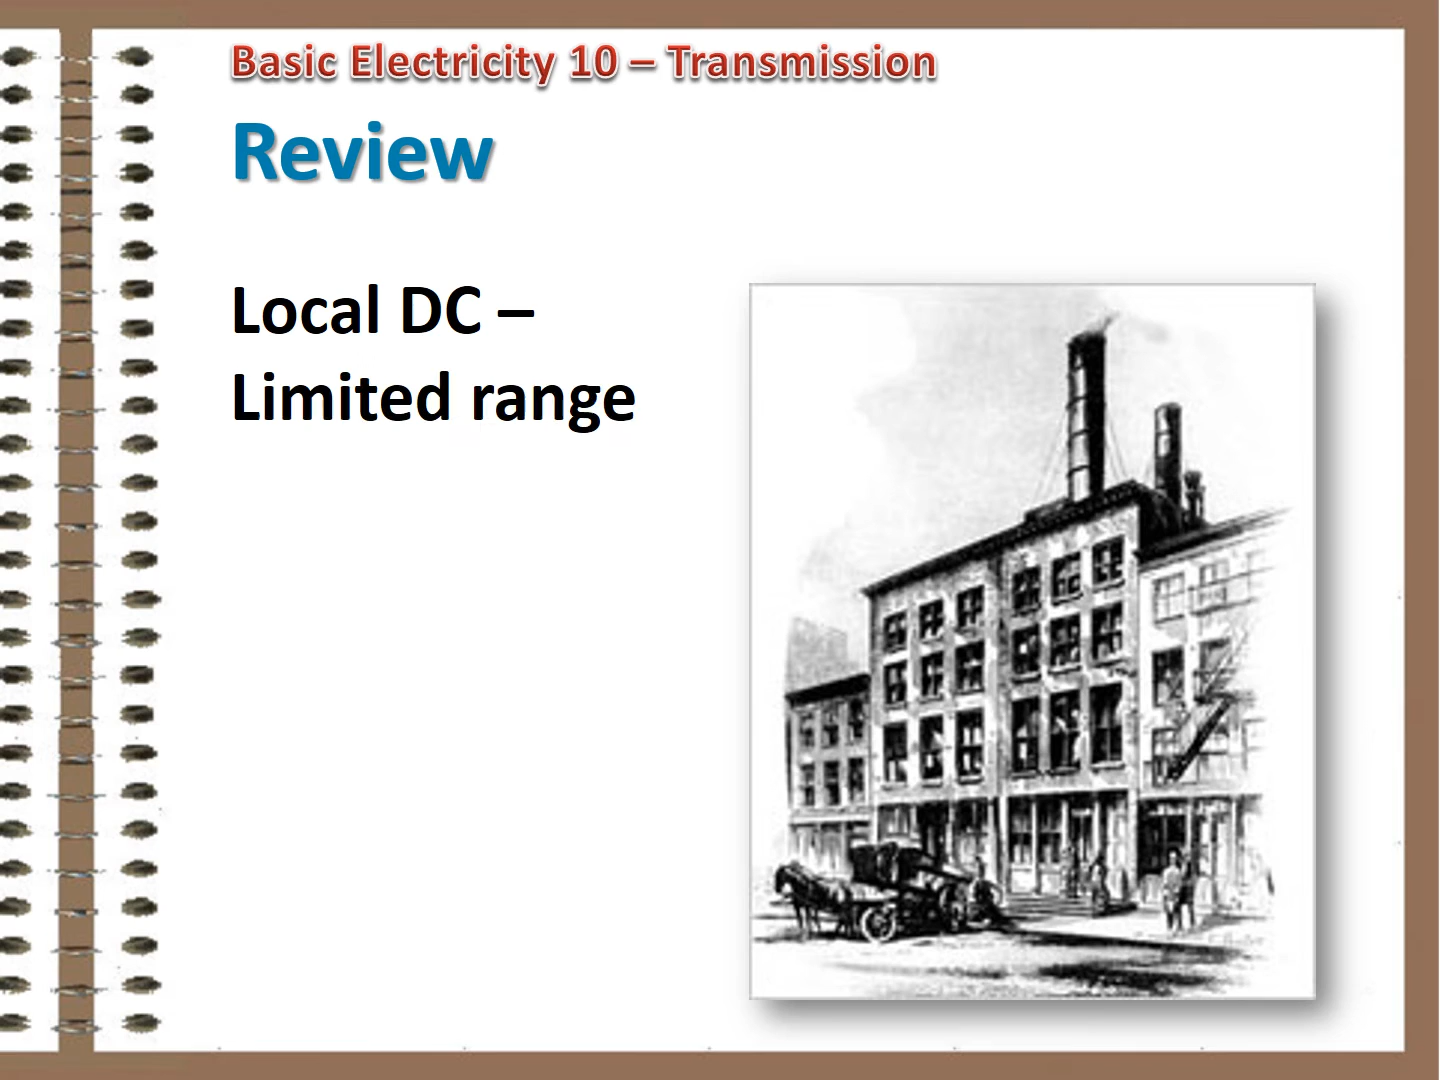 Basic Electricity 10 – Transmission
Review
Local DC –
Limited range